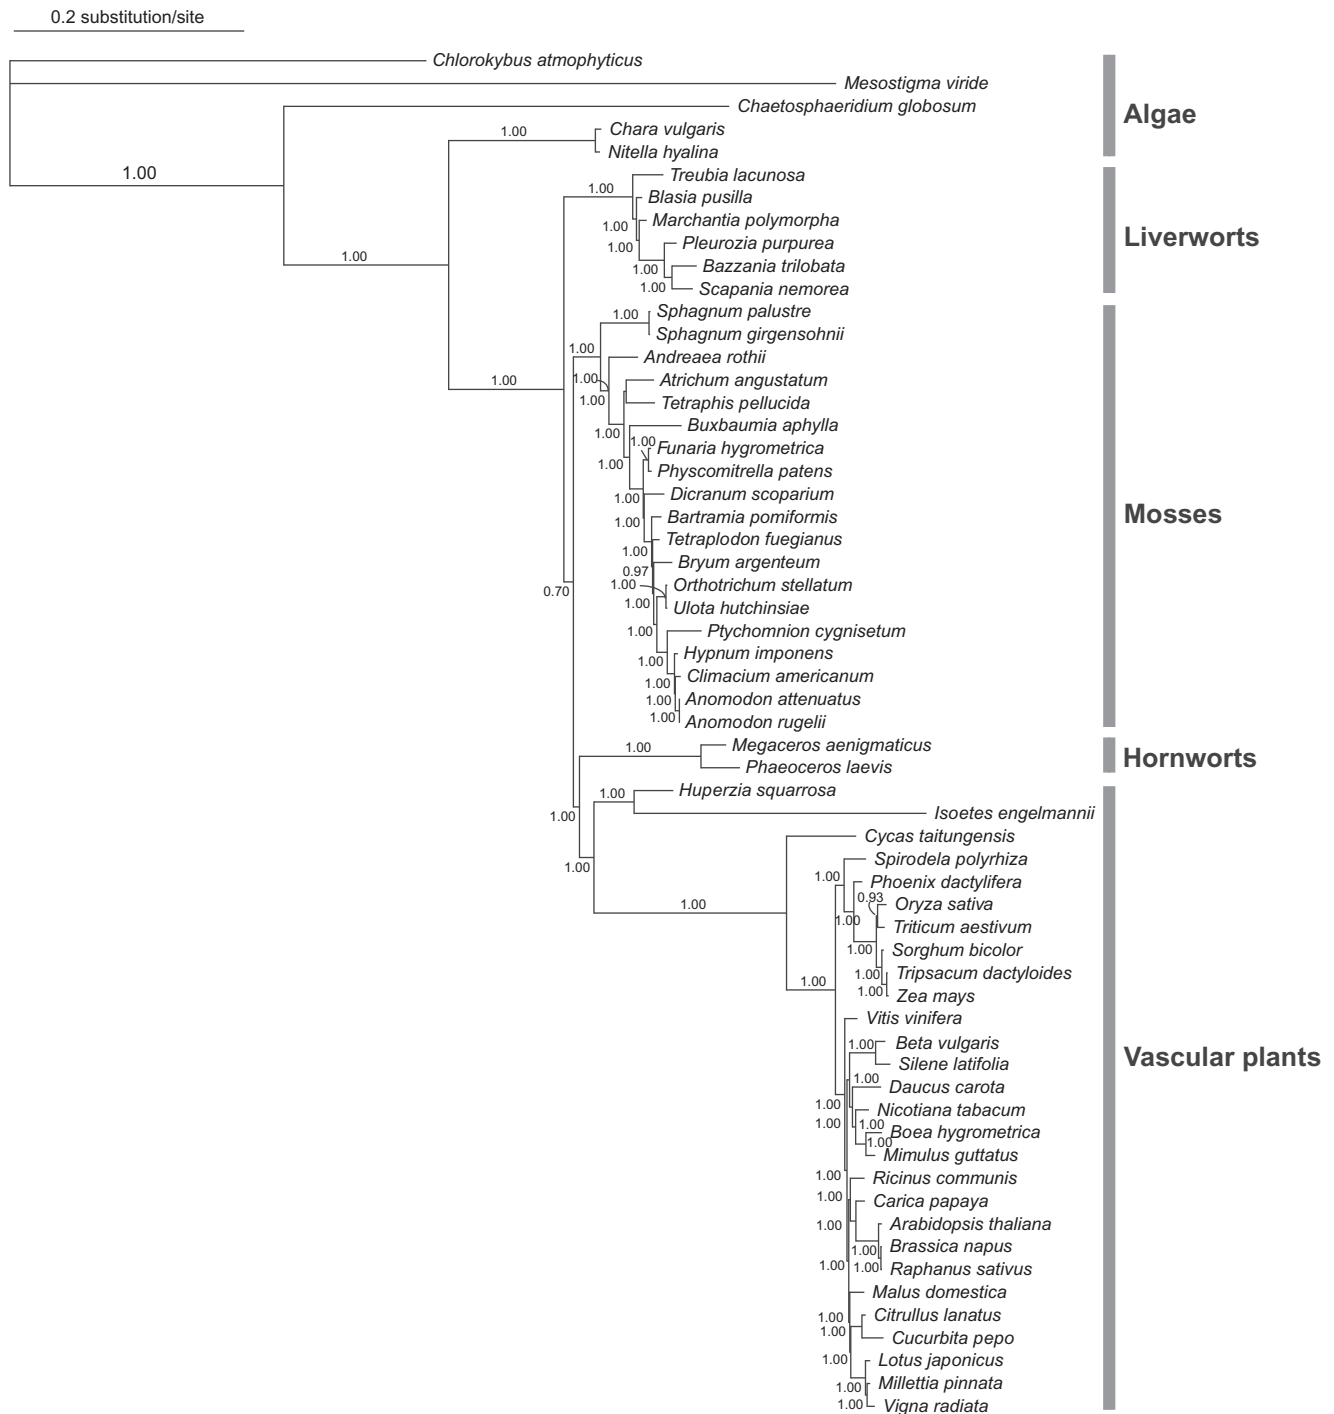 0.2 substitution/site
Chlorokybus atmophyticus
Mesostigma viride
Chaetosphaeridium globosum
Algae
Chara vulgaris
1.00
Nitella hyalina
1.00
Treubia lacunosa
1.00
Blasia pusilla
Marchantia polymorpha
1.00
Liverworts
Pleurozia purpurea
1.00
1.00
Bazzania trilobata
1.00
Scapania nemorea
1.00
Sphagnum palustre
1.00
Sphagnum girgensohnii
1.00
Andreaea rothii
1.00
1.00
Atrichum angustatum
1.00
Tetraphis pellucida
Buxbaumia aphylla
1.00
1.00
Funaria hygrometrica
1.00
Physcomitrella patens
Dicranum scoparium
1.00
Mosses
Bartramia pomiformis
1.00
Tetraplodon fuegianus
1.00
Bryum argenteum
0.97
1.00
Orthotrichum stellatum
0.70
1.00
Ulota hutchinsiae
1.00
Ptychomnion cygnisetum
Hypnum imponens
1.00
Climacium americanum
1.00
1.00
Anomodon attenuatus
1.00
Anomodon rugelii
1.00
Megaceros aenigmaticus
Hornworts
Phaeoceros laevis
1.00
Huperzia squarrosa
1.00
Isoetes engelmannii
Cycas taitungensis
Spirodela polyrhiza
1.00
1.00
Phoenix dactylifera
0.93
1.00
Oryza sativa
1.00
Triticum aestivum
1.00
Sorghum bicolor
1.00
Tripsacum dactyloides
1.00
1.00
Zea mays
Vitis vinifera
1.00
Beta vulgaris
Vascular plants
Silene latifolia
1.00
Daucus carota
1.00
Nicotiana tabacum
1.00
1.00
Boea hygrometrica
1.00
Mimulus guttatus
1.00
Ricinus communis
1.00
Carica papaya
1.00
Arabidopsis thaliana
1.00
Brassica napus
1.00
1.00
Raphanus sativus
Malus domestica
1.00
Citrullus lanatus
1.00
Cucurbita pepo
1.00
Lotus japonicus
1.00
Millettia pinnata
1.00
Vigna radiata